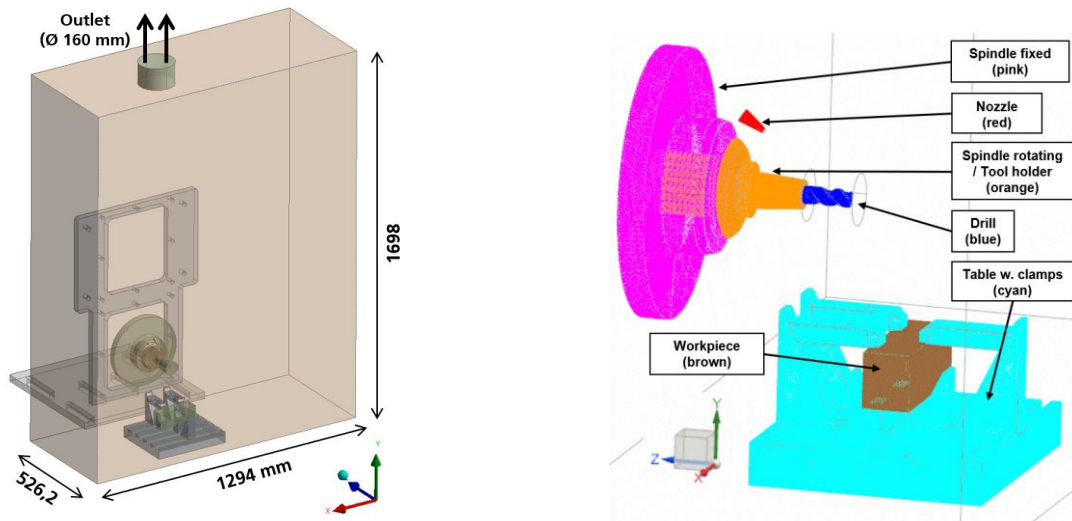 Outlet
(Ø 160 mm)
1698
1294 mm
526,2
Y
X
Spindle fixed
(pink)
Nozzle
(red)
Spindle rotating
/ Tool holder
(orange)
Drill
(blue)
Table w. clamps
(cyan)
Workpiece
(brown)
Y
Z
X